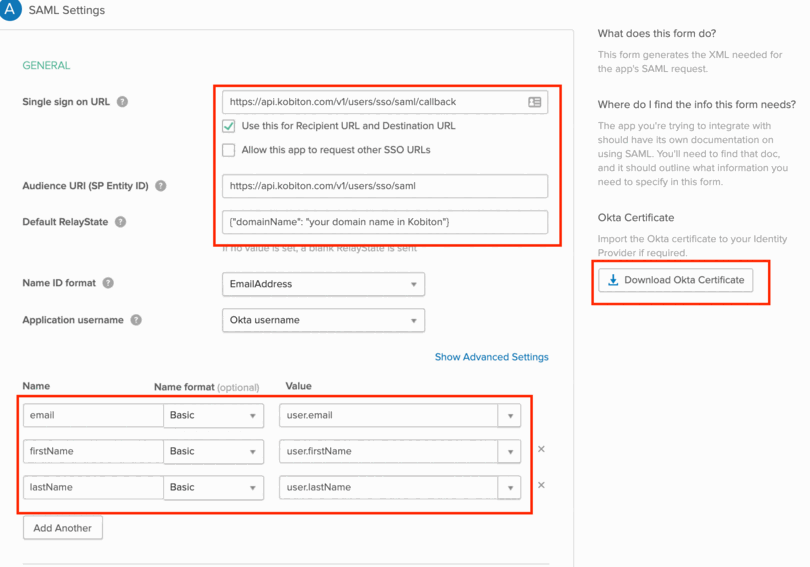 A SAML Settings
GENERAL
Single sign on URL ?
https://api.kobiton.com/v1/users/sso/saml/callback
Use this for Recipient URL and Destination URL
Allow this app to request other SSO URLs
Audience URI (SP Entity ID) ?
https://api.kobiton.com/v1/users/sso/saml
Default RelayState ?
{"domainName": "your domain name in Kobiton"}
If no value is set, a blank RelayState is sent
Name ID format ?
EmailAddress
Application username ?
Okta username
Show Advanced Settings
Name Name format (optional) Value
email Basic user.email
firstName Basic user.firstName
lastName Basic user.lastName
Add Another
What does this form do?
This form generates the XML needed for
the app's SAML request.
Where do I find the info this form needs?
The app you're trying to integrate with
should have its own documentation on
using SAML. You'll need to find that doc,
and it should outline what information you
need to specify in this form.
Okta Certificate
Import the Okta certificate to your Identity
Provider if required.
Download Okta Certificate